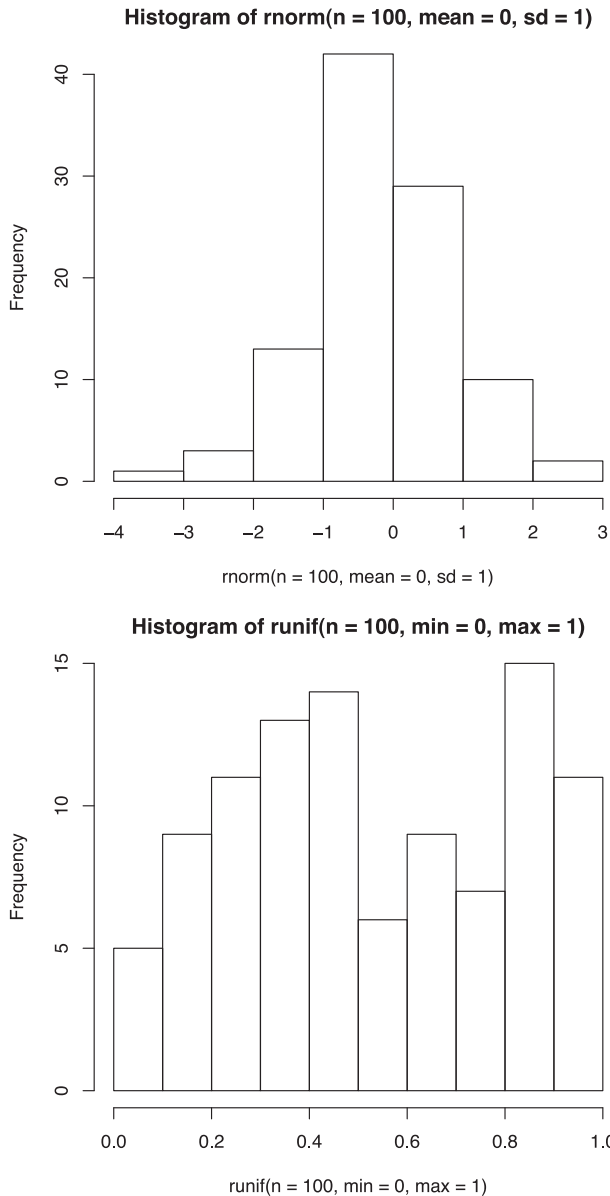 Histogram of rnorm(n = 100, mean = 0, sd = 1)
Frequency
40
30
20
10
0
−4 −3 −2 −1 0 1 2 3
rnorm(n = 100, mean = 0, sd = 1)
Histogram of runif(n = 100, min = 0, max = 1)
Frequency
15
10
5
0
0.0 0.2 0.4 0.6 0.8 1.0
runif(n = 100, min = 0, max = 1)